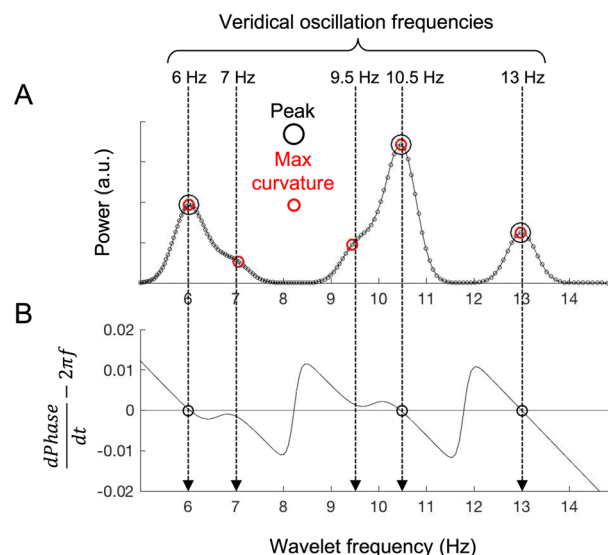 Veridical oscillation frequencies
6 Hz 7 Hz 9.5 Hz 10.5 Hz 13 Hz
A
Peak
Max
curvature
Power (a.u.)
6 7 8 9 10 11 12 13 14
B
0.02
0.01
0
-0.01
-0.02
dPhase
dt
− 2πf
6 7 8 9 10 11 12 13 14
Wavelet frequency (Hz)